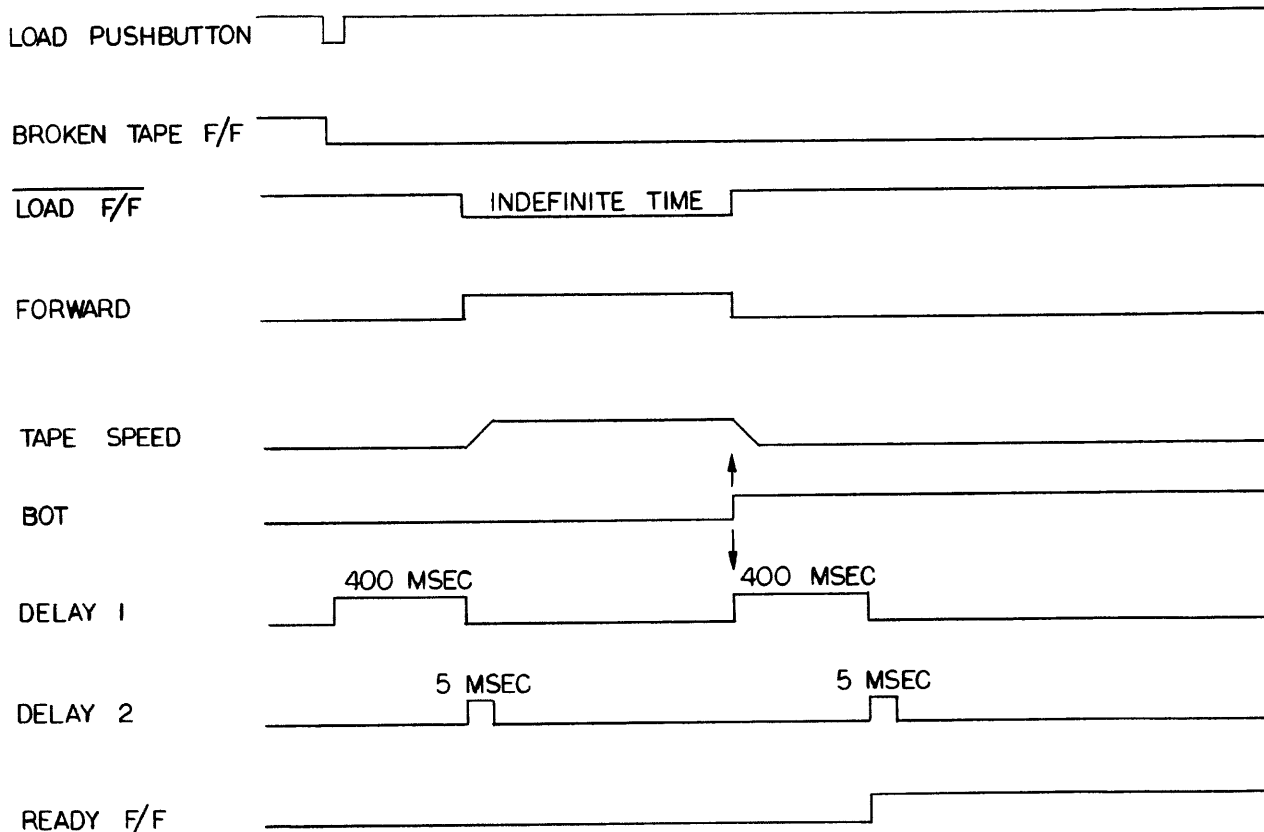 LOAD PUSHBUTTON
BROKEN TAPE F/F
LOAD F/F
INDEFINITE TIME
FORWARD
TAPE SPEED
BOT
400 MSEC
400 MSEC
DELAY 1
5 MSEC
5 MSEC
DELAY 2
READY F/F